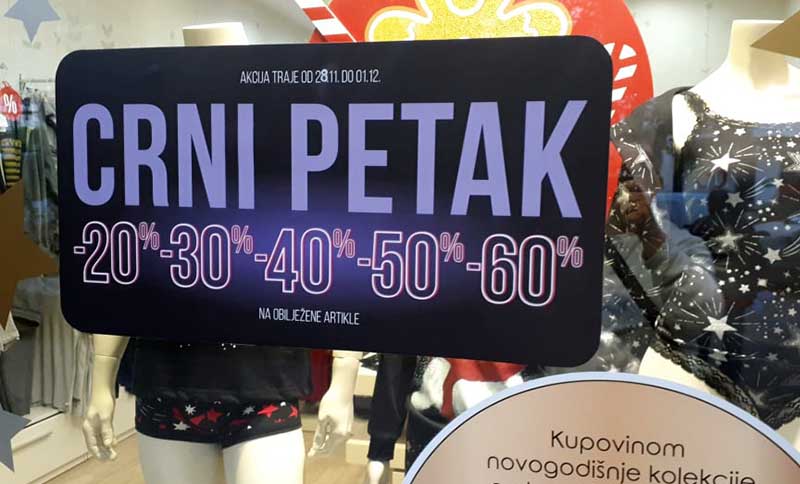 AKCIJA TRAJE OD 28.11. DO 01.12.
CRNI PETAK
-20% -30% -40% -50% -60%
NA OBILJEŽENE ARTIKLE
%
Kupovinom
novogodišnje kolekcije